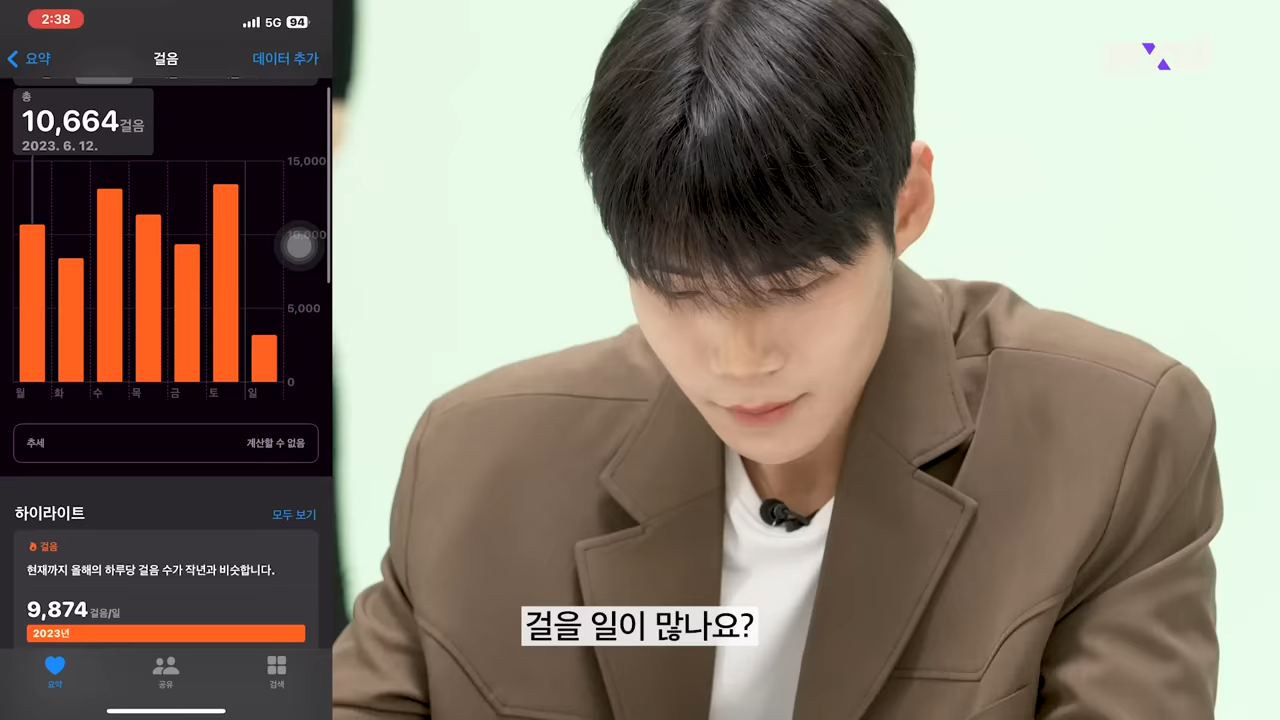 2:38
5G 94
요약
걸음
데이터 추가
총
10,664걸음
2023. 6. 12.
15,000
10,000
5,000
0
월 화 수 목 금 토 일
추세
계산할 수 없음
하이라이트
모두 보기
걸음
현재까지 올해의 하루당 걸음 수가 작년과 비슷합니다.
9,874걸음/일
2023년
요약
공유
검색
걸을 일이 많나요?